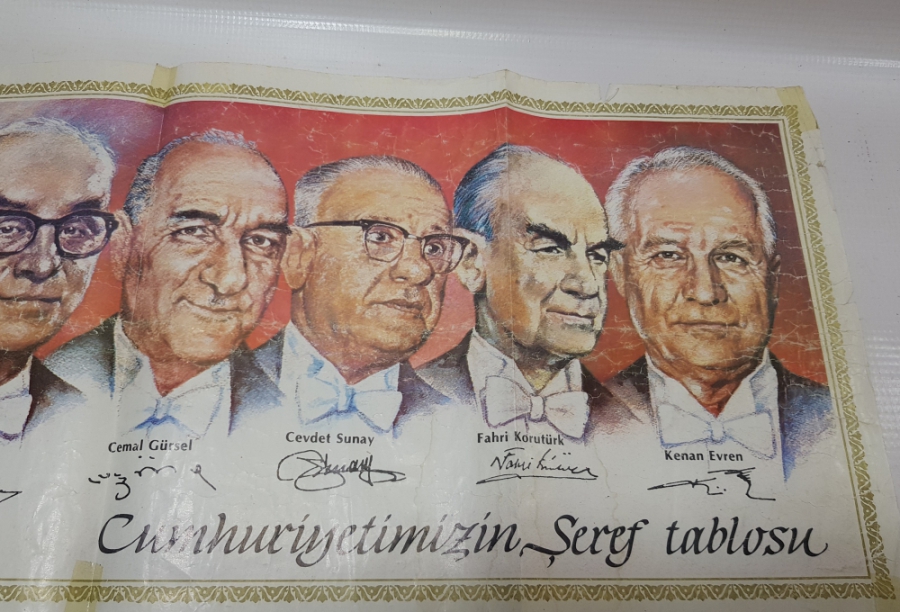 Cemal Gürsel
Cevdet Sunay
Fahri Korutürk
Kenan Evren
Cumhuriyetimizin Şeref tablosu